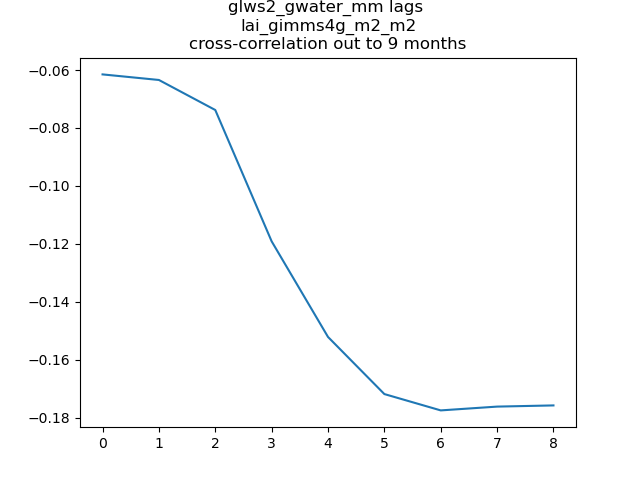 glws2_gwater_mm lags
lai_gimms4g_m2_m2
cross-correlation out to 9 months
−0.06
−0.08
−0.10
−0.12
−0.14
−0.16
−0.18
0 1 2 3 4 5 6 7 8